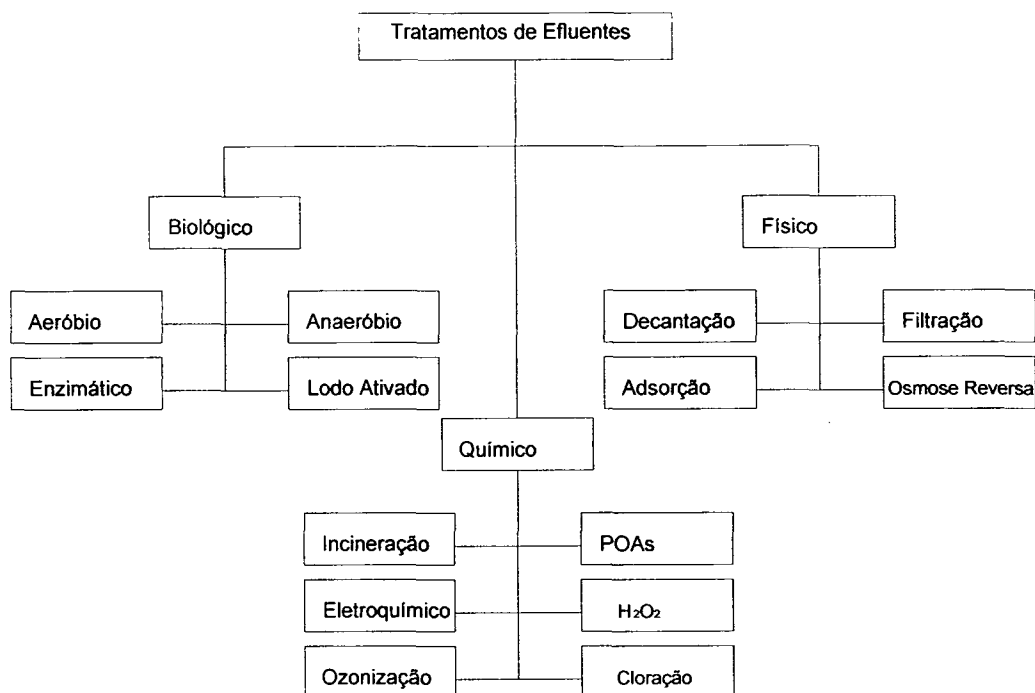 Tratamentos de Efluentes
Biológico
Físico
Aeróbio
Anaeróbio
Decantação
Filtração
Enzimático
Lodo Ativado
Adsorção
Osmose Reversa
Químico
Incineração
POAs
Eletroquímico
H₂O₂
Ozonização
Cloração